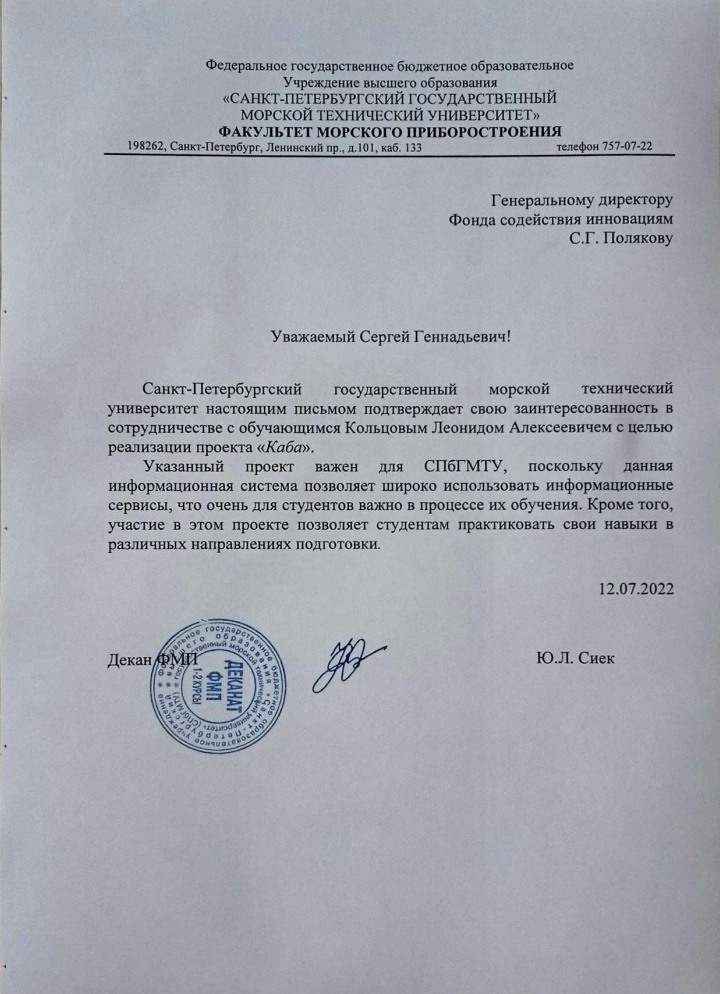 Федеральное государственное бюджетное образовательное
Учреждение высшего образования
«САНКТ-ПЕТЕРБУРГСКИЙ ГОСУДАРСТВЕННЫЙ
МОРСКОЙ ТЕХНИЧЕСКИЙ УНИВЕРСИТЕТ»
ФАКУЛЬТЕТ МОРСКОГО ПРИБОРОСТРОЕНИЯ
198262, Санкт-Петербург, Ленинский пр., д.101, каб. 133 телефон 757-07-22
Генеральному директору
Фонда содействия инновациям
С.Г. Полякову
Уважаемый Сергей Геннадьевич!
Санкт-Петербургский государственный морской технический
университет настоящим письмом подтверждает свою заинтересованность в
сотрудничестве с обучающимся Кольцовым Леонидом Алексеевичем с целью
реализации проекта «Каба».
Указанный проект важен для СПбГМТУ, поскольку данная
информационная система позволяет широко использовать информационные
сервисы, что очень для студентов важно в процессе их обучения. Кроме того,
участие в этом проекте позволяет студентам практиковать свои навыки в
различных направлениях подготовки.
12.07.2022
Декан ФМП Ю.Л. Сиек
Федеральное государственное бюджетное образовательное учреждение
высшего образования «Санкт-Петербургский
государственный морской технический университет» (СПбГМТУ)
ДЕКАНАТ
ФМП
1-2 КУРСЫ